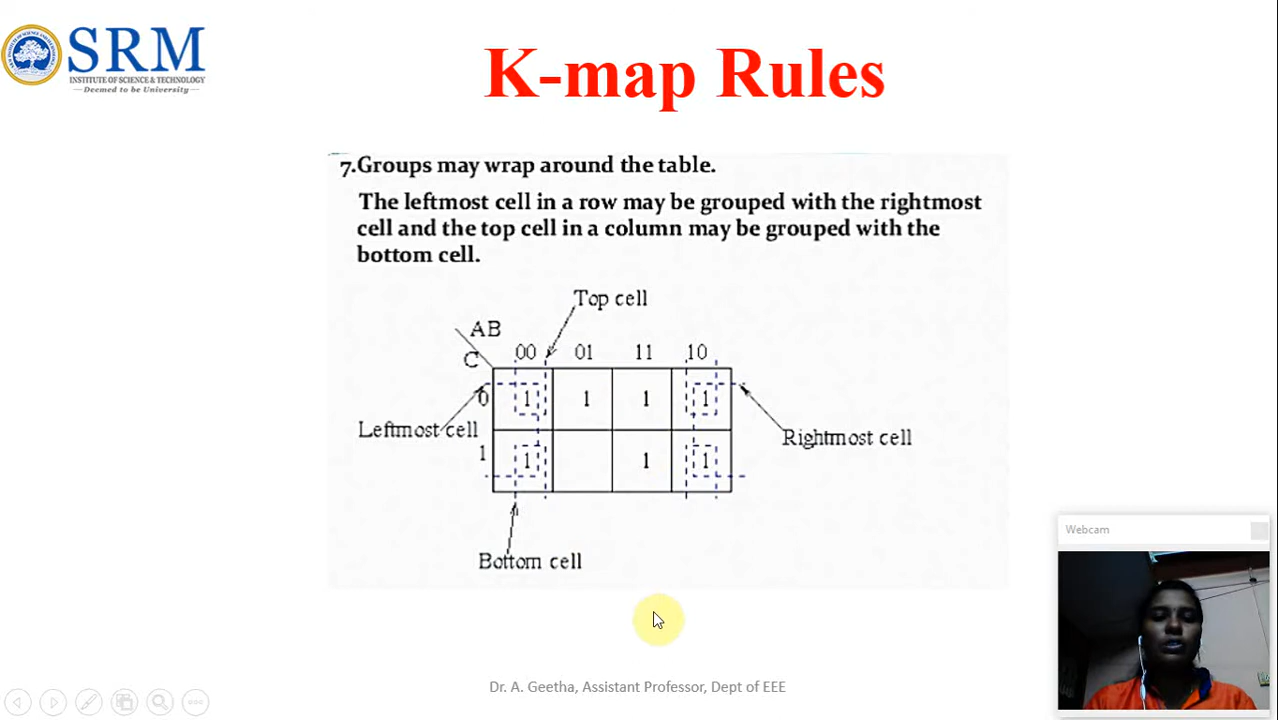 SRM
INSTITUTE OF SCIENCE & TECHNOLOGY
Deemed to be University
K-map Rules
7.Groups may wrap around the table.
The leftmost cell in a row may be grouped with the rightmost
cell and the top cell in a column may be grouped with the
bottom cell.
Top cell
AB
C 00 01 11 10
0 1 1 1 1
Leftmost cell
Rightmost cell
1 1 1 1
Bottom cell
Webcam
Dr. A. Geetha, Assistant Professor, Dept of EEE